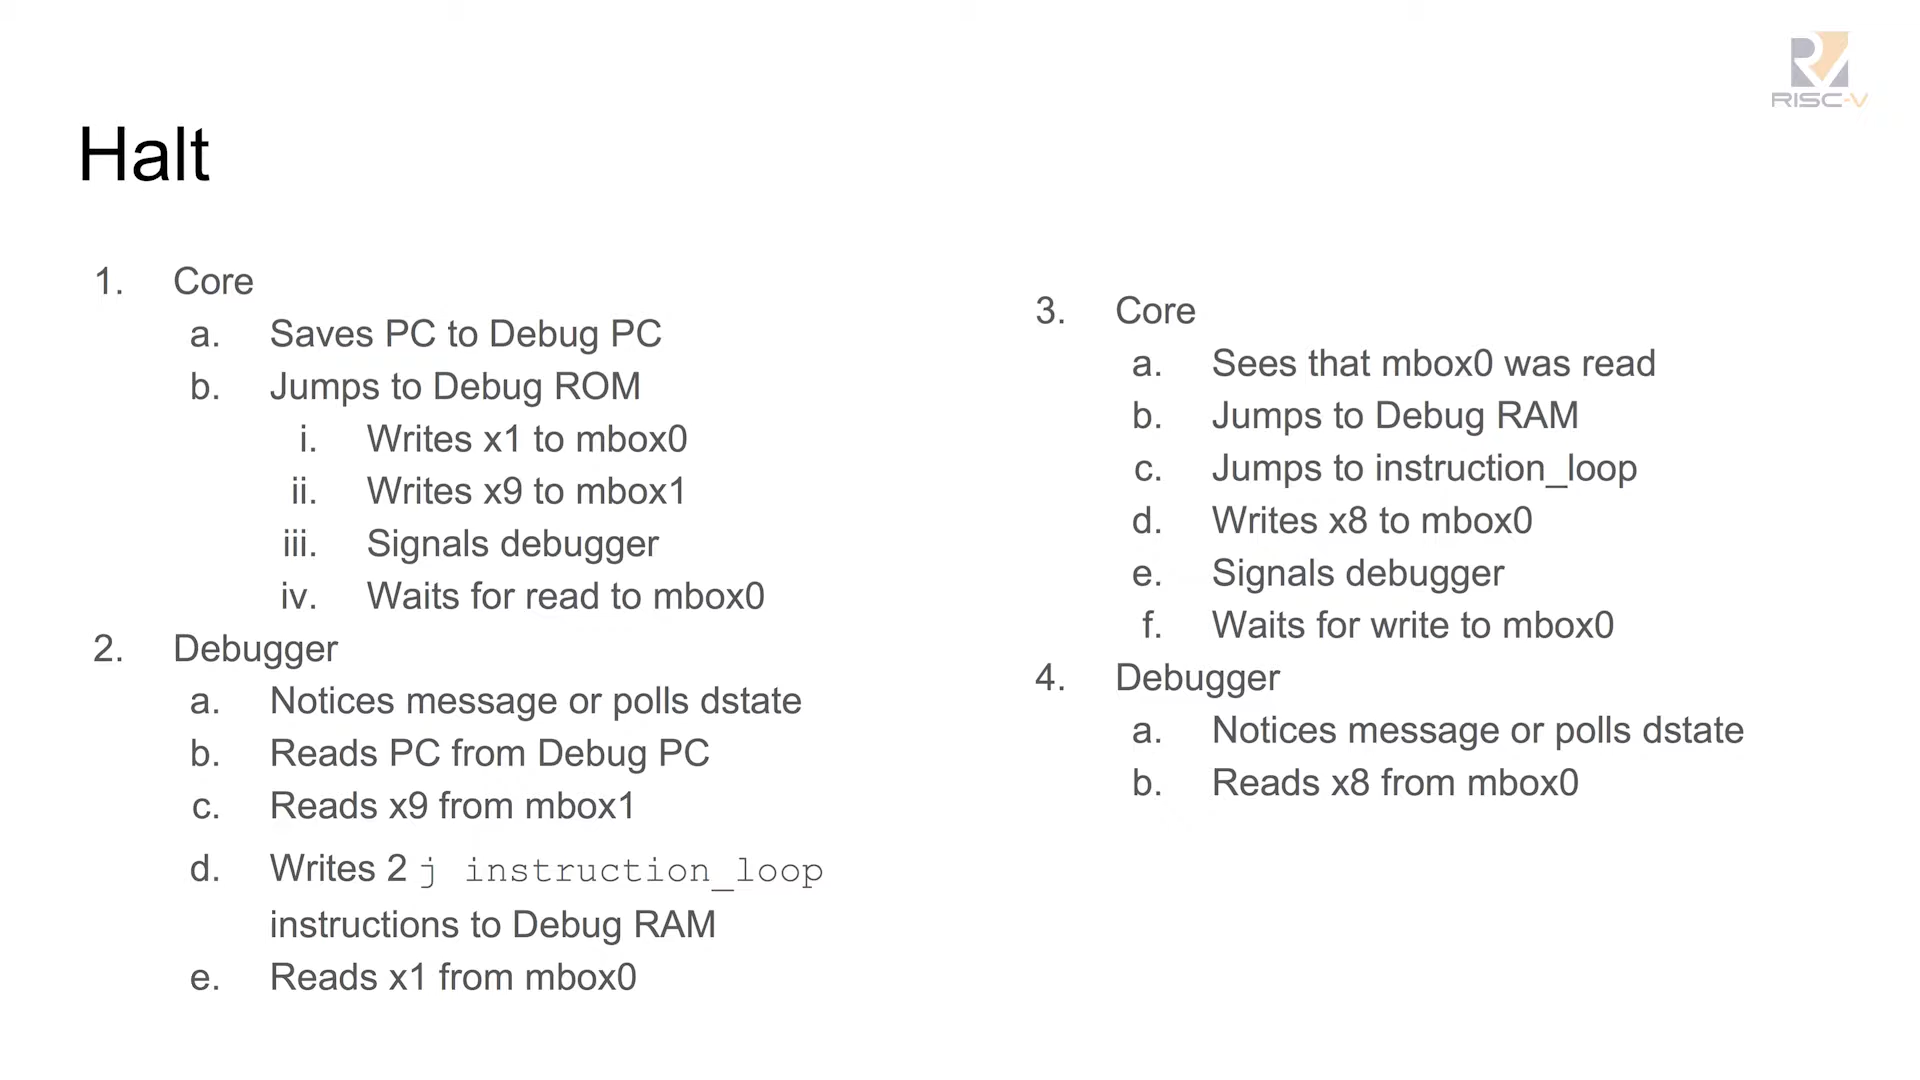 RISC-V
Halt
1. Core
a. Saves PC to Debug PC
b. Jumps to Debug ROM
i. Writes x1 to mbox0
ii. Writes x9 to mbox1
iii. Signals debugger
iv. Waits for read to mbox0
2. Debugger
a. Notices message or polls dstate
b. Reads PC from Debug PC
c. Reads x9 from mbox1
d. Writes 2 j instruction_loop
instructions to Debug RAM
e. Reads x1 from mbox0
3. Core
a. Sees that mbox0 was read
b. Jumps to Debug RAM
c. Jumps to instruction_loop
d. Writes x8 to mbox0
e. Signals debugger
f. Waits for write to mbox0
4. Debugger
a. Notices message or polls dstate
b. Reads x8 from mbox0